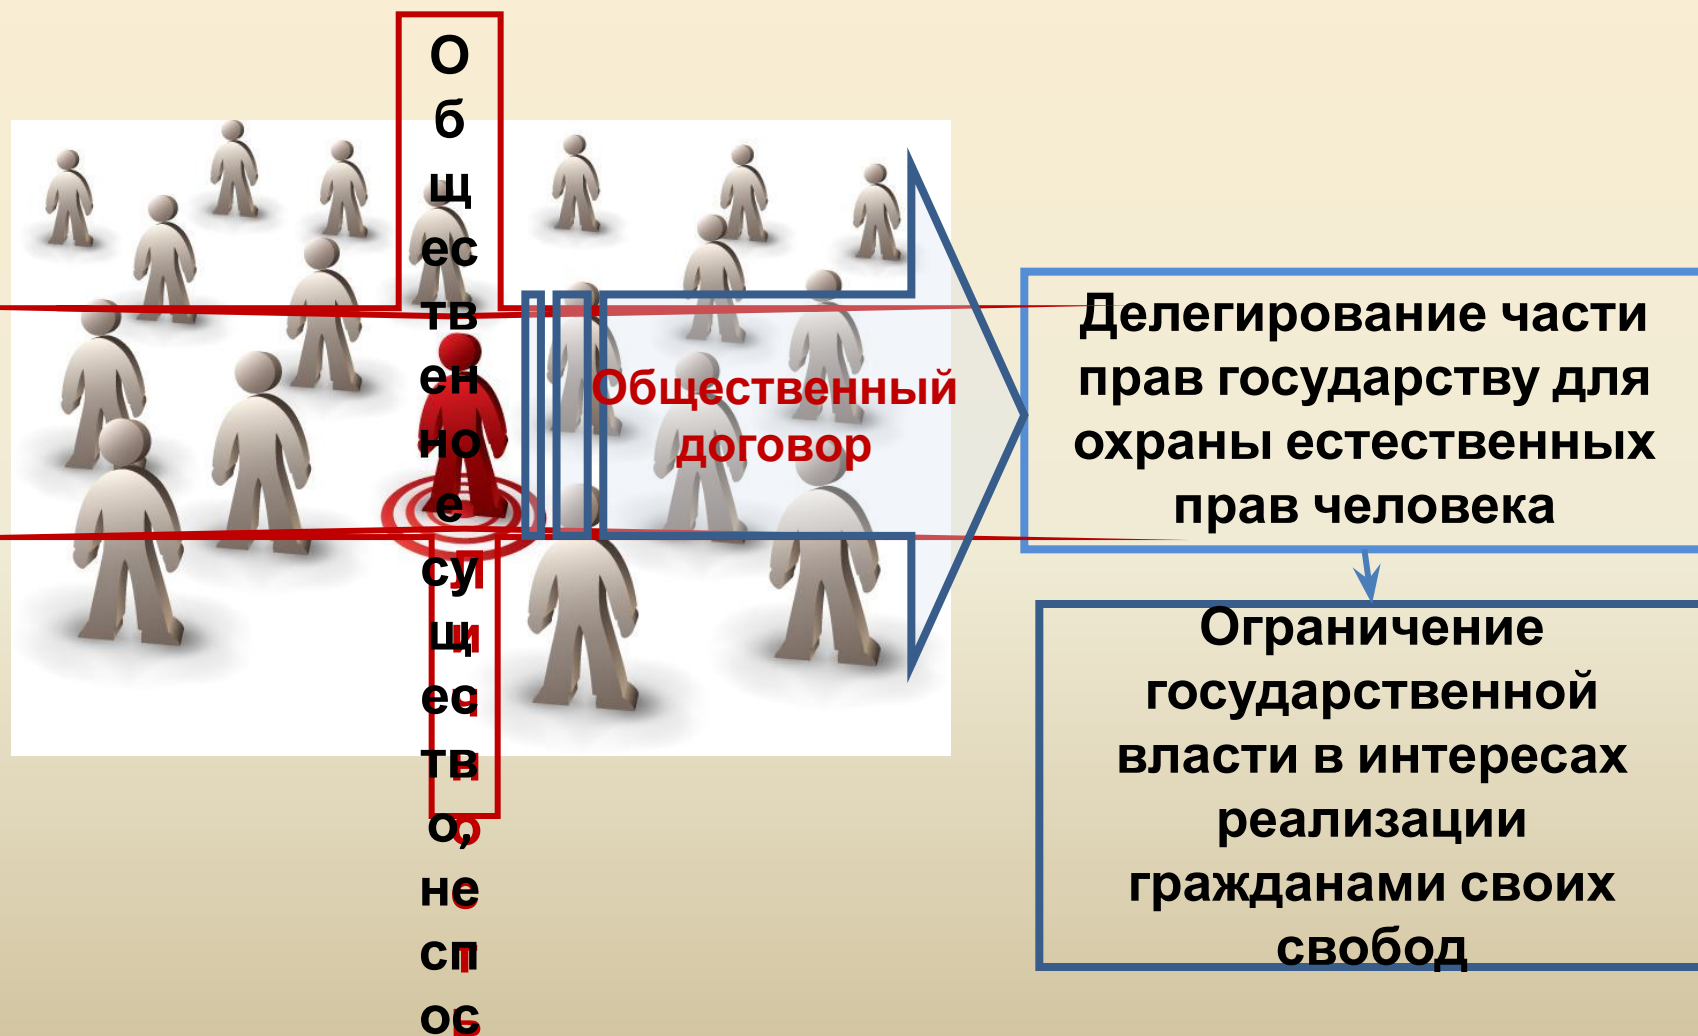 О
б
щ
ес
тв
ен
но
е
су
щ
ес
тв
о,
не
сп
ос
Л
и
ч
н
о
с
т
ь
Общественный
договор
Делегирование части
прав государству для
охраны естественных
прав человека
Ограничение
государственной
власти в интересах
реализации
гражданами своих
свобод